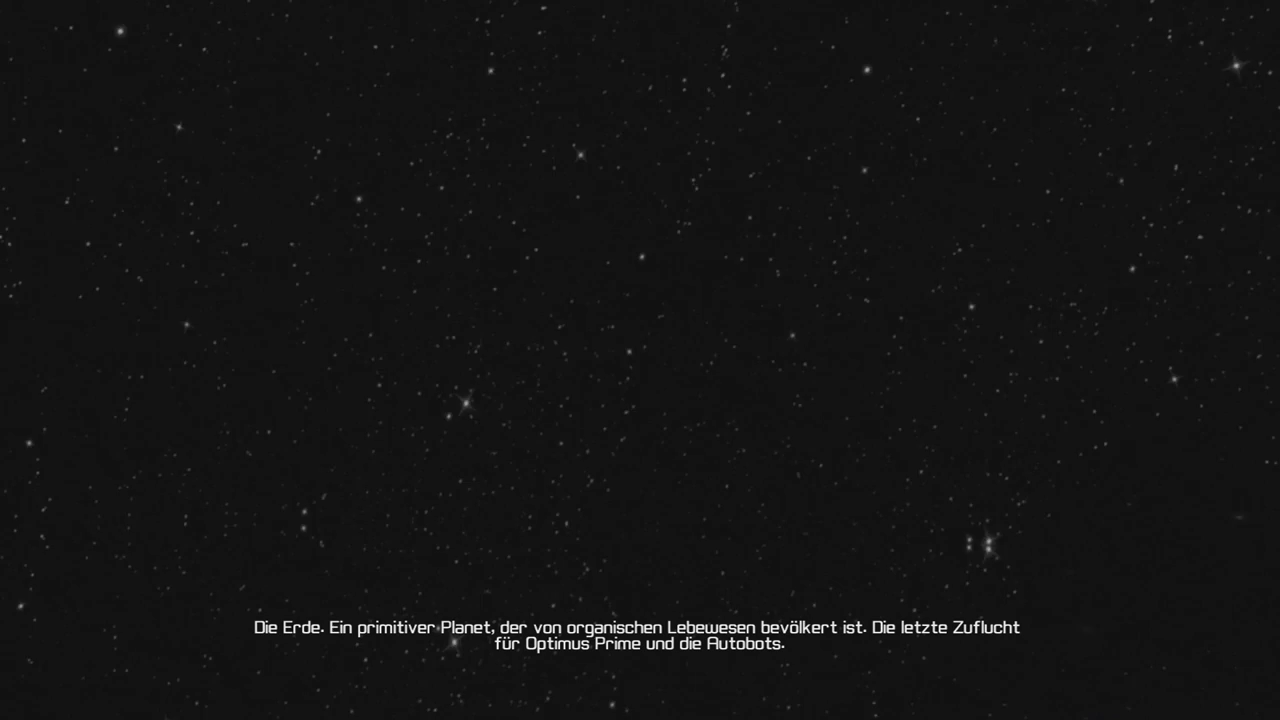 Die Erde. Ein primitiver Planet, der von organischen Lebewesen bevölkert ist. Die letzte Zuflucht
für Optimus Prime und die Autobots.